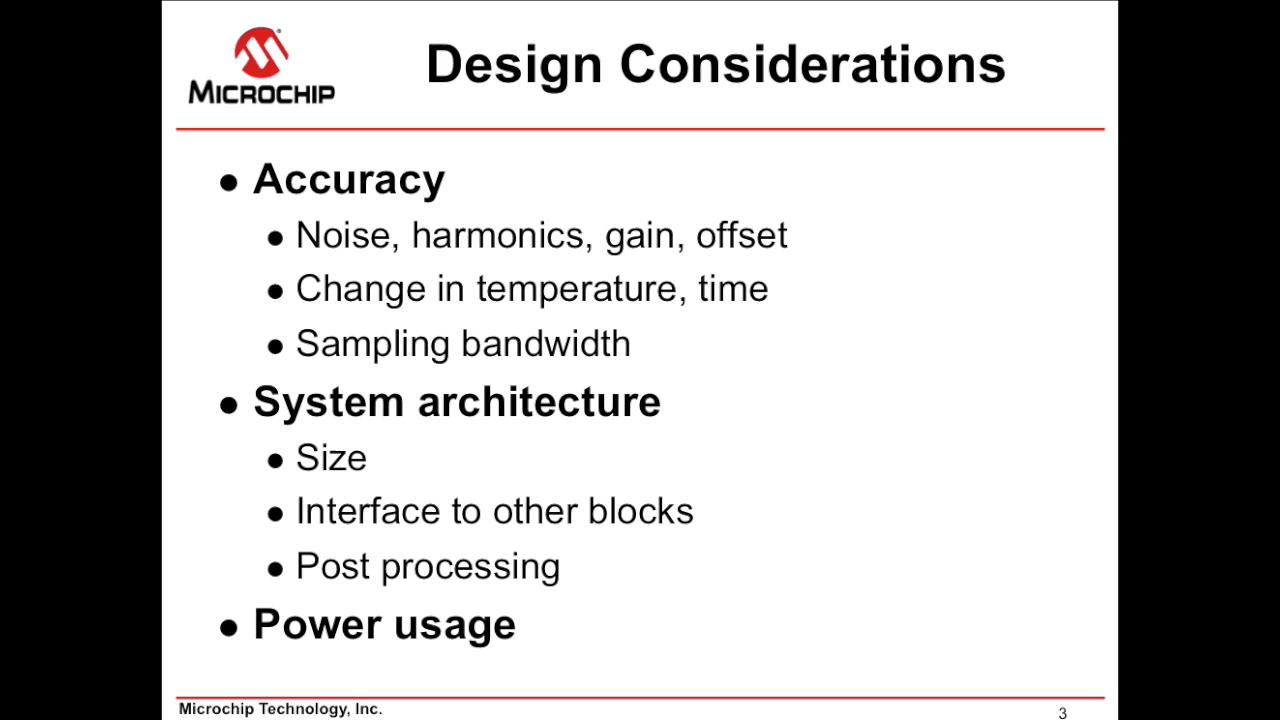 MICROCHIP
Design Considerations
● Accuracy
● Noise, harmonics, gain, offset
● Change in temperature, time
● Sampling bandwidth
● System architecture
● Size
● Interface to other blocks
● Post processing
● Power usage
Microchip Technology, Inc.
3